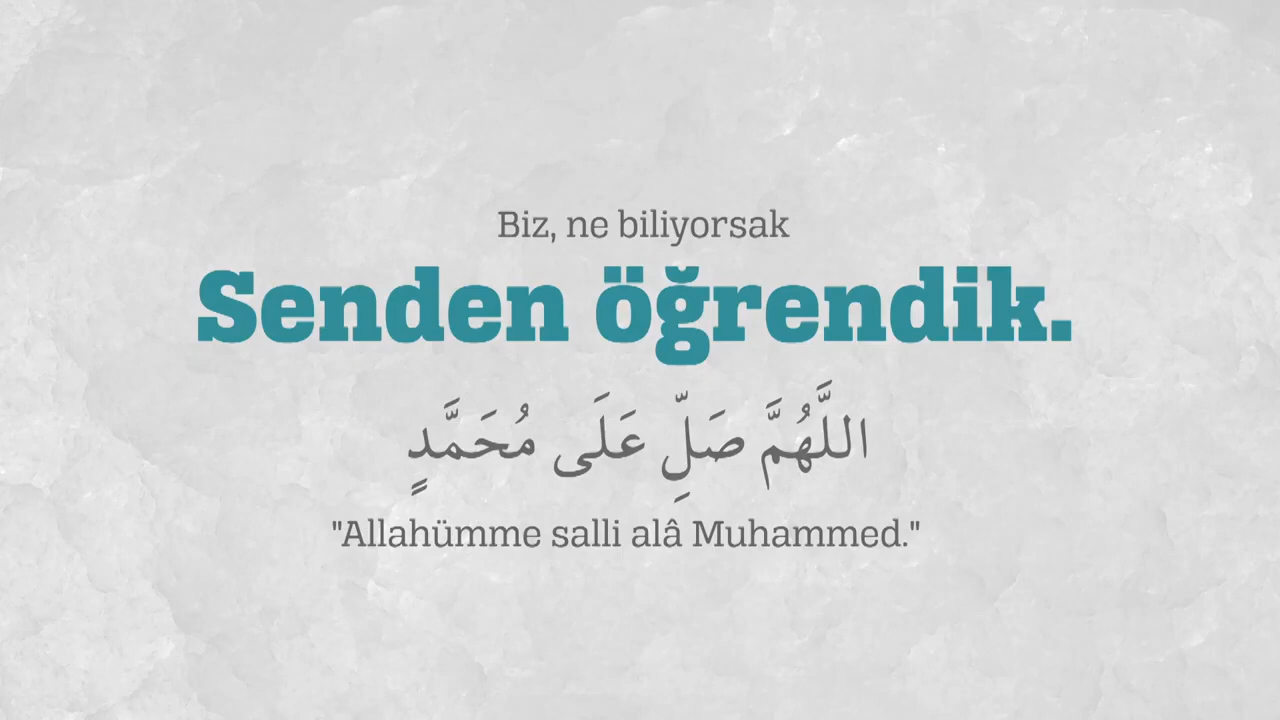 Biz, ne biliyorsak
Senden öğrendik.
اللَّهُمَّ صَلِّ عَلَى مُحَمَّدٍ
"Allahümme salli alâ Muhammed."